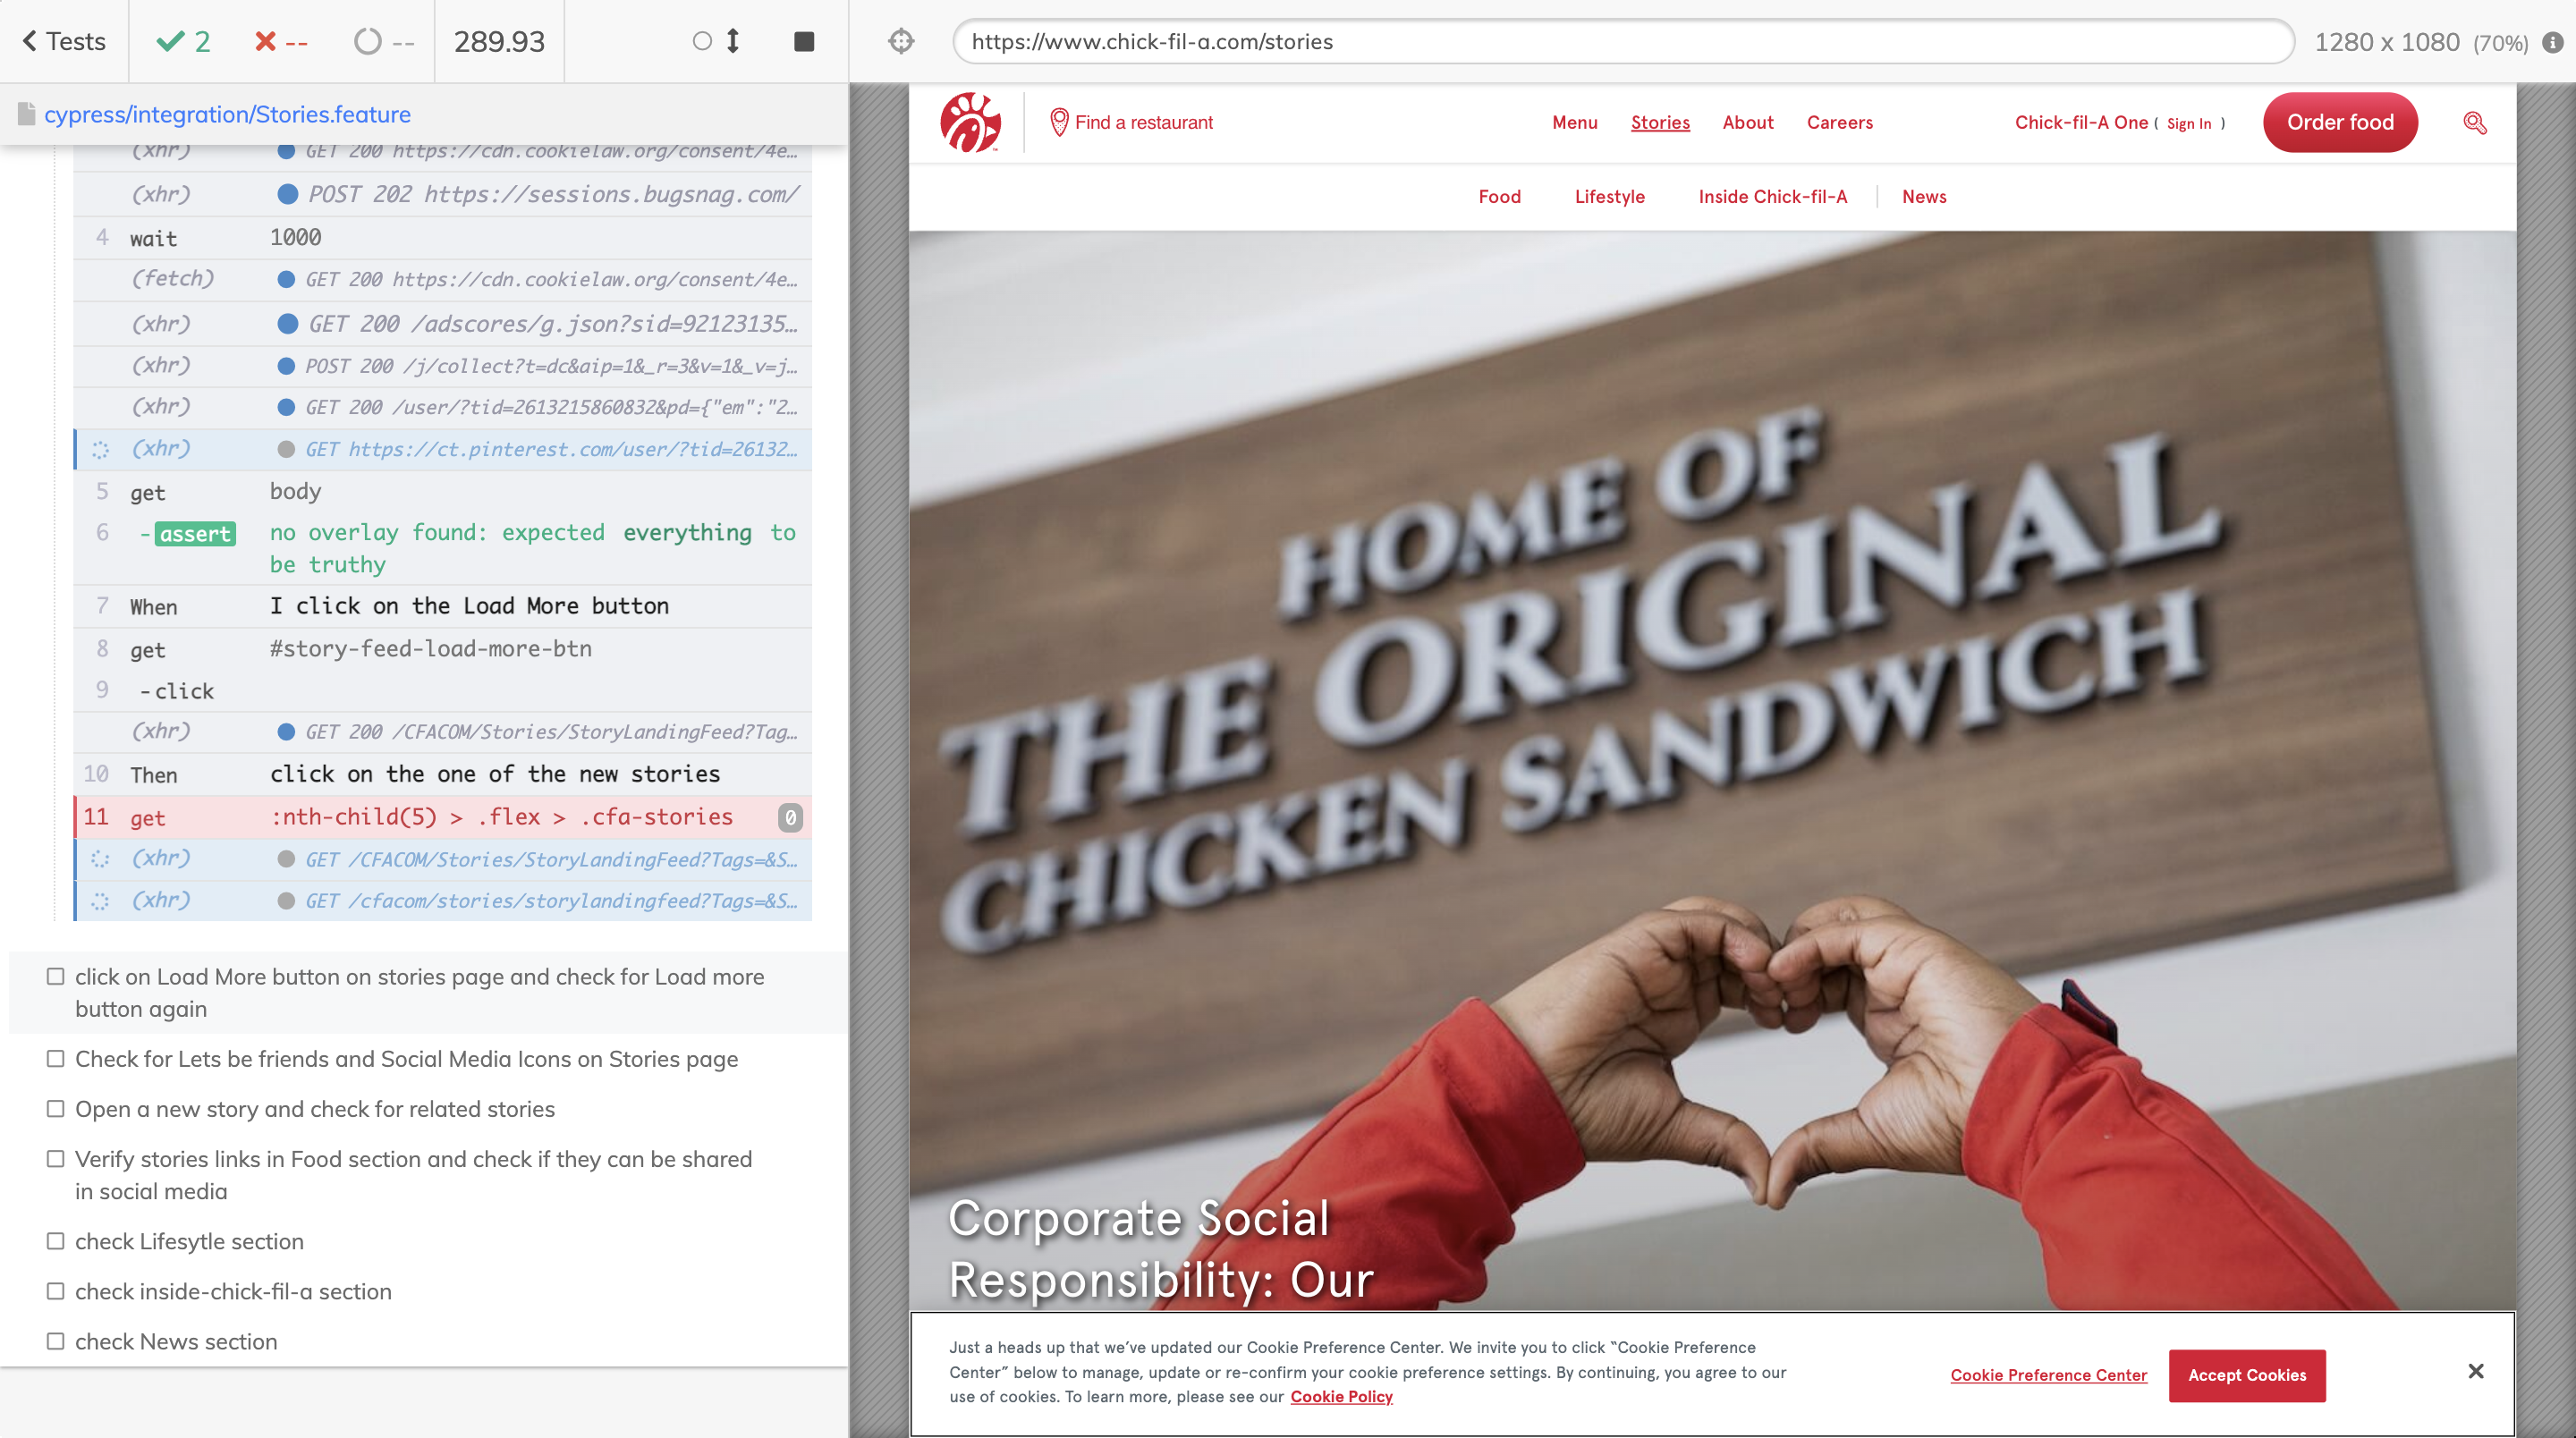 Tests
2
--
--
289.93
https://www.chick-fil-a.com/stories
1280 x 1080 (70%)
cypress/integration/Stories.feature
(xhr) GET 200 https://cdn.cookielaw.org/consent/4e…
(xhr) POST 202 https://sessions.bugsnag.com/
4 wait 1000
(fetch) GET 200 https://cdn.cookielaw.org/consent/4e…
(xhr) GET 200 /adscores/g.json?sid=92123135…
(xhr) POST 200 /j/collect?t=dc&aip=1&_r=3&v=1&_v=j…
(xhr) GET 200 /user/?tid=2613215860832&pd={"em":"2…
(xhr) GET https://ct.pinterest.com/user/?tid=26132…
5 get body
6 -assert no overlay found: expected everything to
be truthy
7 When I click on the Load More button
8 get #story-feed-load-more-btn
9 -click
(xhr) GET 200 /CFACOM/Stories/StoryLandingFeed?Tag…
10 Then click on the one of the new stories
11 get :nth-child(5) > .flex > .cfa-stories 0
(xhr) GET /CFACOM/Stories/StoryLandingFeed?Tags=&S…
(xhr) GET /cfacom/stories/storylandingfeed?Tags=&S…
click on Load More button on stories page and check for Load more
button again
Check for Lets be friends and Social Media Icons on Stories page
Open a new story and check for related stories
Verify stories links in Food section and check if they can be shared
in social media
check Lifesytle section
check inside-chick-fil-a section
check News section
Find a restaurant
Menu
Stories
About
Careers
Chick-fil-A One ( Sign In )
Order food
Food
Lifestyle
Inside Chick-fil-A
News
HOME OF
THE ORIGINAL
CHICKEN SANDWICH
Corporate Social
Responsibility: Our
Just a heads up that we’ve updated our Cookie Preference Center. We invite you to click “Cookie Preference
Center” below to manage, update or re-confirm your cookie preference settings. By continuing, you agree to our
use of cookies. To learn more, please see our Cookie Policy
Cookie Preference Center
Accept Cookies